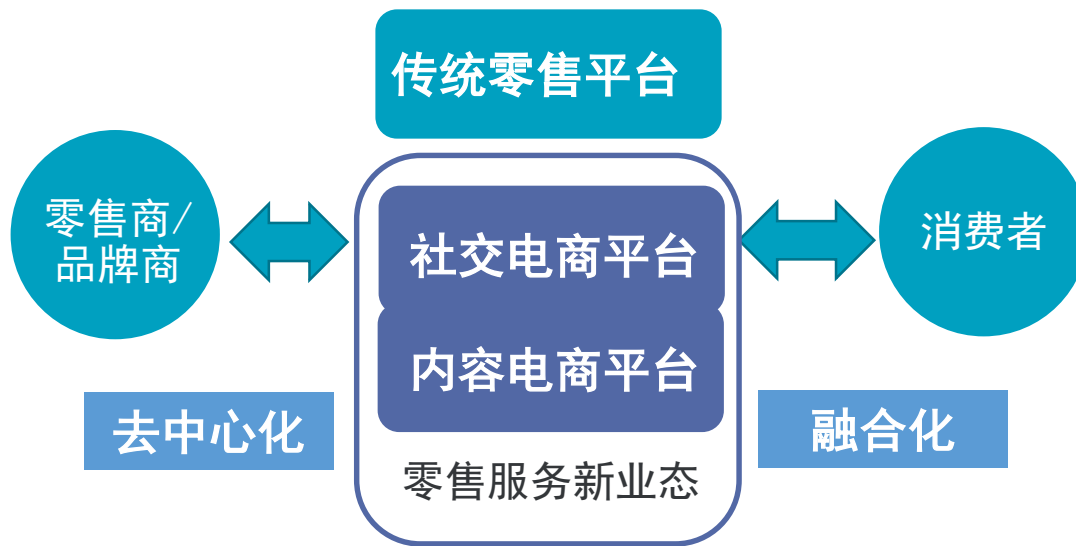 传统零售平台
零售商/
品牌商
社交电商平台
消费者
内容电商平台
去中心化
融合化
零售服务新业态